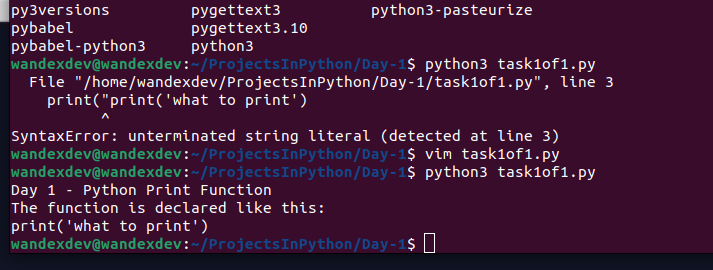 py3versions pygettext3 python3-pasteurize
pybabel pygettext3.10
pybabel-python3 python3
wandexdev@wandexdev:~/ProjectsInPython/Day-1$ python3 task1of1.py
  File "/home/wandexdev/ProjectsInPython/Day-1/task1of1.py", line 3
    print("print('what to print')
          ^
SyntaxError: unterminated string literal (detected at line 3)
wandexdev@wandexdev:~/ProjectsInPython/Day-1$ vim task1of1.py
wandexdev@wandexdev:~/ProjectsInPython/Day-1$ python3 task1of1.py
Day 1 - Python Print Function
The function is declared like this:
print('what to print')
wandexdev@wandexdev:~/ProjectsInPython/Day-1$